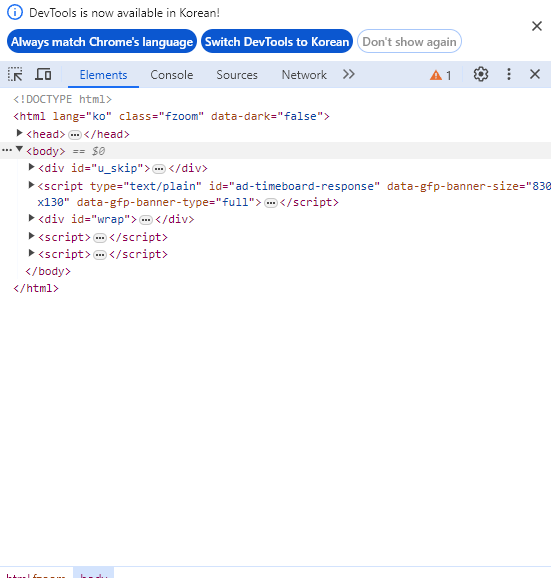 DevTools is now available in Korean!
Always match Chrome's language Switch DevTools to Korean Don't show again
Elements Console Sources Network 1
<!DOCTYPE html>
<html lang="ko" class="fzoom" data-dark="false">
<head>…</head>
<body> == $0
<div id="u_skip">…</div>
<script type="text/plain" id="ad-timeboard-response" data-gfp-banner-size="830
x130" data-gfp-banner-type="full">…</script>
<div id="wrap">…</div>
<script>…</script>
<script>…</script>
</body>
</html>
html.fzoom body